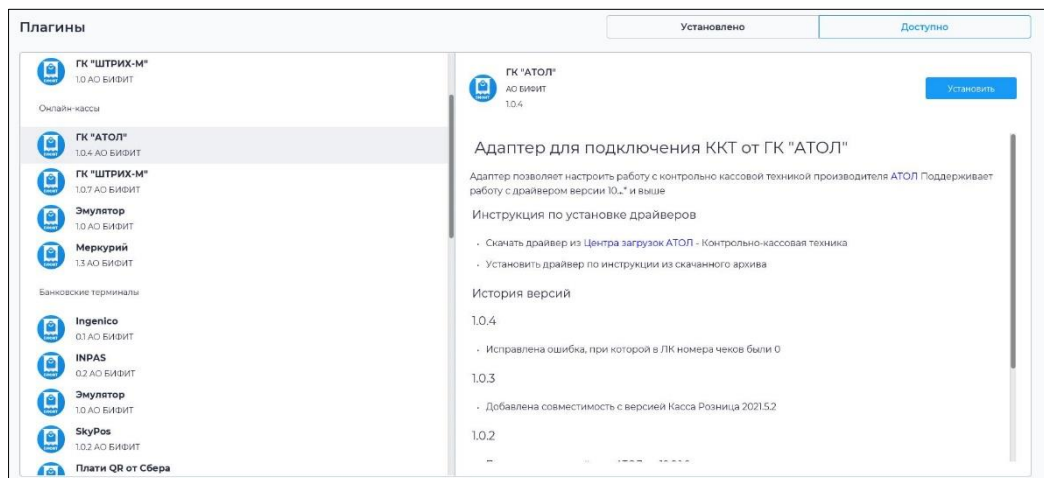 Плагины
Установлено
Доступно
ГК "ШТРИХ-М"
1.0 АО БИФИТ
Онлайн-кассы
ГК "АТОЛ"
1.0.4 АО БИФИТ
ГК "ШТРИХ-М"
1.0.7 АО БИФИТ
Эмулятор
1.0 АО БИФИТ
Меркурий
1.3 АО БИФИТ
Банковские терминалы
Ingenico
0.1 АО БИФИТ
INPAS
0.2 АО БИФИТ
Эмулятор
1.0 АО БИФИТ
SkyPos
1.0.2 АО БИФИТ
Плати QR от Сбера
ГК "АТОЛ"
АО БИФИТ
1.0.4
Установить
Адаптер для подключения ККТ от ГК "АТОЛ"
Адаптер позволяет настроить работу с контрольно кассовой техникой производителя АТОЛ Поддерживает
работу с драйвером версии 10.._* и выше
Инструкция по установке драйверов
- Скачать драйвер из Центра загрузок АТОЛ - Контрольно-кассовая техника
- Установить драйвер по инструкции из скачанного архива
История версий
1.0.4
- Исправлена ошибка, при которой в ЛК номера чеков были 0
1.0.3
- Добавлена совместимость с версией Касса Розница 2021.5.2
1.0.2